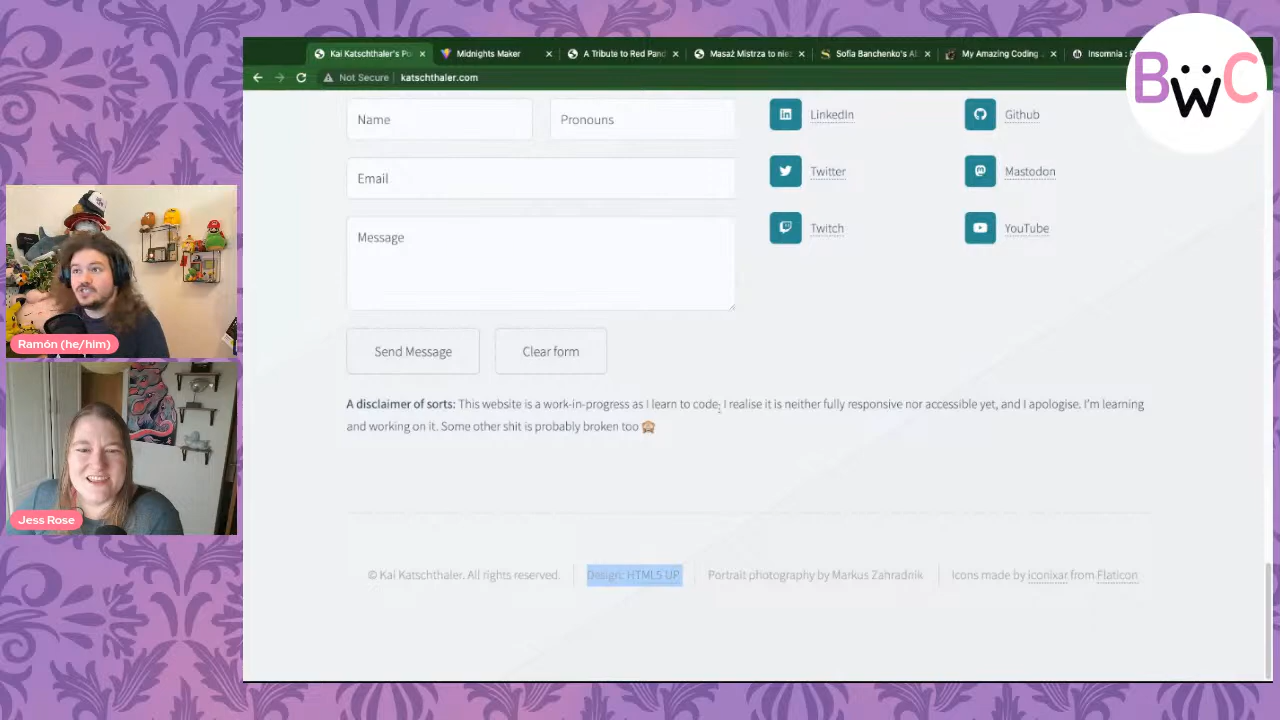 Kai Katschthaler's Po
Midnights Maker
A Tribute to Red Pand
Masaż Mistrza to nie
Sofia Banchenko's A
My Amazing Coding
Insomnia :
Not Secure
katschthaler.com
BWC
Name
Pronouns
LinkedIn
Github
Email
Twitter
Mastodon
Message
Twitch
YouTube
Send Message
Clear form
Ramón (he/him)
Jess Rose
A disclaimer of sorts: This website is a work-in-progress as I learn to code; I realise it is neither fully responsive nor accessible yet, and I apologise. I'm learning
and working on it. Some other shit is probably broken too 🙈
© Kai Katschthaler. All rights reserved.
Design: HTML5 UP
Portrait photography by Markus Zahradnik
Icons made by iconixar from Flaticon